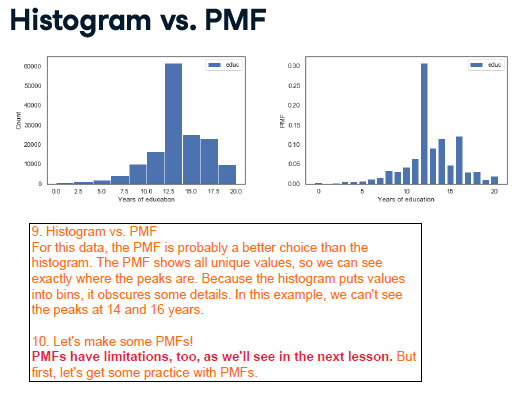 Histogram vs. PMF
60000
50000
40000
30000
20000
10000
0
Count
0.0 2.5 5.0 7.5 10.0 12.5 15.0 17.5 20.0
Years of education
educ
0.30
0.25
0.20
0.15
0.10
0.05
0.00
PMF
0 5 10 15 20
Years of education
educ
9. Histogram vs. PMF
For this data, the PMF is probably a better choice than the
histogram. The PMF shows all unique values, so we can see
exactly where the peaks are. Because the histogram puts values
into bins, it obscures some details. In this example, we can't see
the peaks at 14 and 16 years.
10. Let's make some PMFs!
PMFs have limitations, too, as we'll see in the next lesson. But
first, let's get some practice with PMFs.